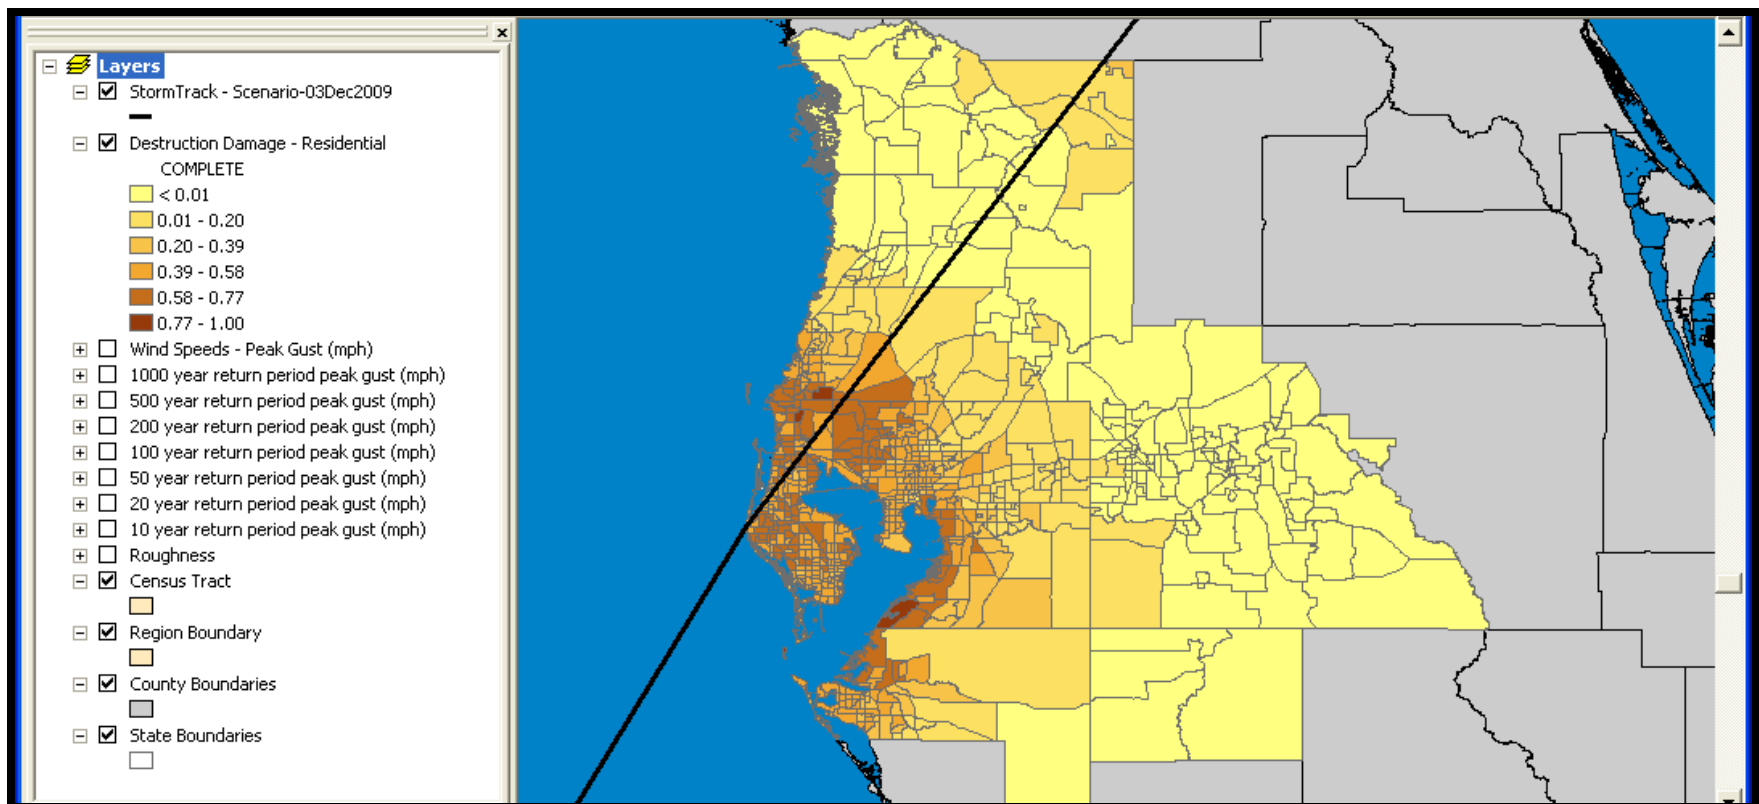 Layers
StormTrack - Scenario-03Dec2009
Destruction Damage - Residential
COMPLETE
< 0.01
0.01 - 0.20
0.20 - 0.39
0.39 - 0.58
0.58 - 0.77
0.77 - 1.00
Wind Speeds - Peak Gust (mph)
1000 year return period peak gust (mph)
500 year return period peak gust (mph)
200 year return period peak gust (mph)
100 year return period peak gust (mph)
50 year return period peak gust (mph)
20 year return period peak gust (mph)
10 year return period peak gust (mph)
Roughness
Census Tract
Region Boundary
County Boundaries
State Boundaries